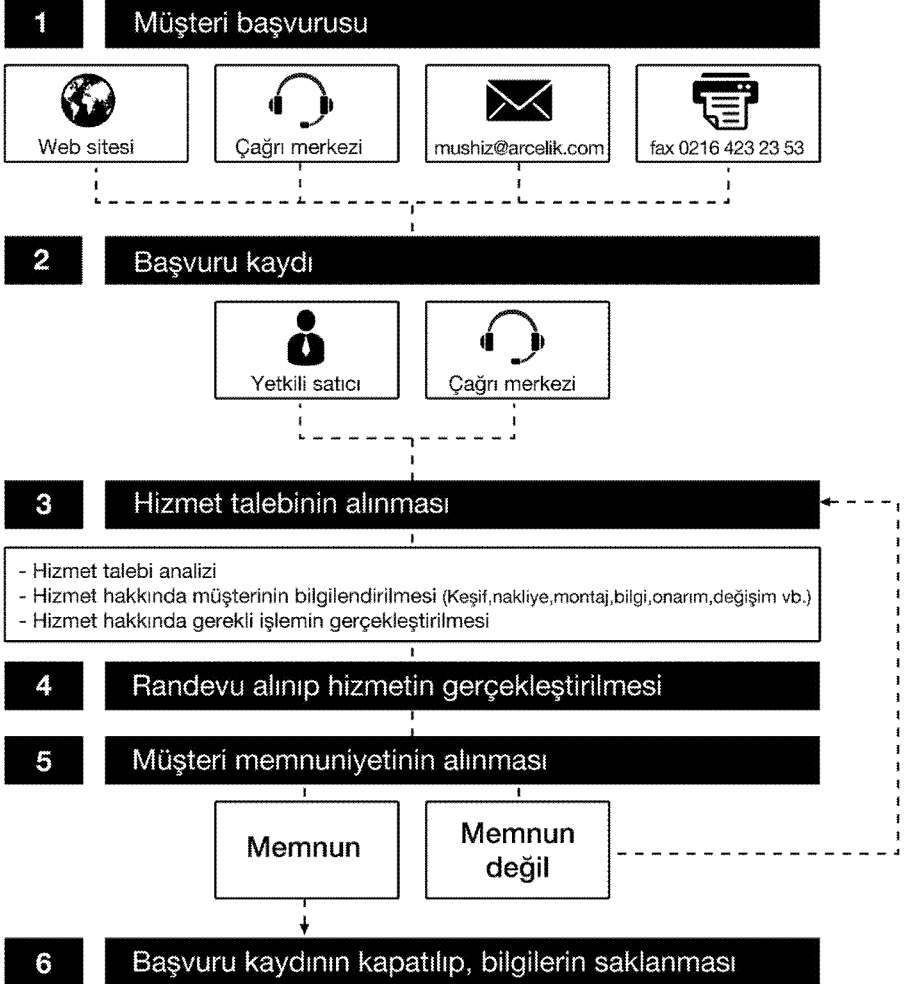 1 Müşteri başvurusu
Web sitesi
Çağrı merkezi
mushiz@arcelik.com
fax 0216 423 23 53
2 Başvuru kaydı
Yetkili satıcı
Çağrı merkezi
3 Hizmet talebinin alınması
- Hizmet talebi analizi
- Hizmet hakkında müşterinin bilgilendirilmesi (Keşif,nakliye,montaj,bilgi,onarım,değişim vb.)
- Hizmet hakkında gerekli işlemin gerçekleştirilmesi
4 Randevu alınıp hizmetin gerçekleştirilmesi
5 Müşteri memnuniyetinin alınması
Memnun
Memnun
değil
6 Başvuru kaydının kapatılıp, bilgilerin saklanması